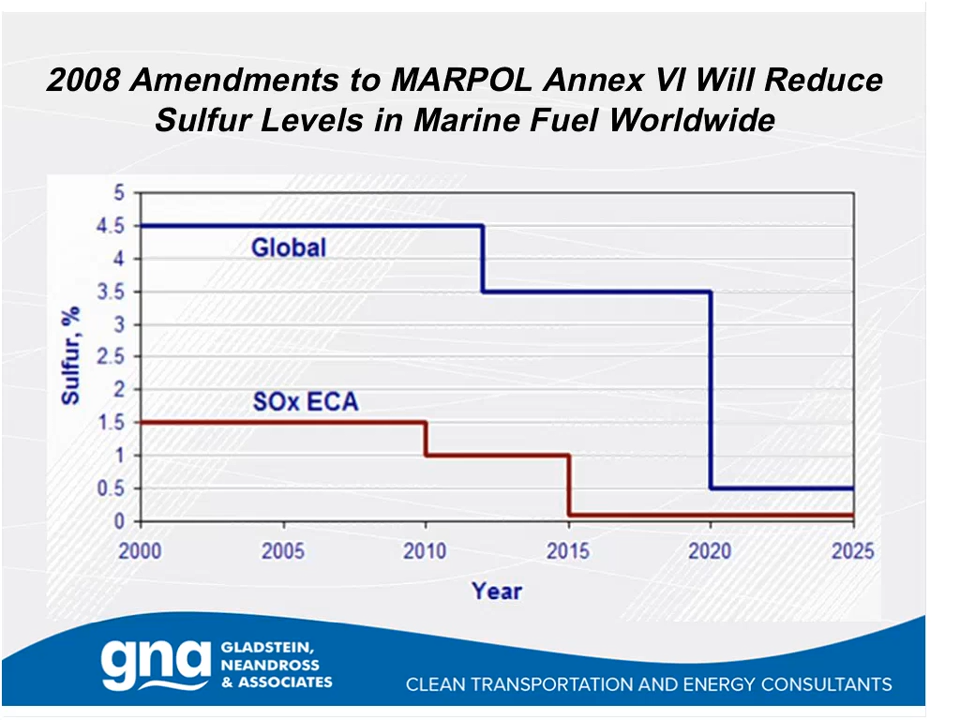 2008 Amendments to MARPOL Annex VI Will Reduce
Sulfur Levels in Marine Fuel Worldwide
5
4.5
4
3.5
3
2.5
2
1.5
1
0.5
0
Sulfur, %
Global
SOx ECA
2000 2005 2010 2015 2020 2025
Year
gna
GLADSTEIN,
NEANDROSS
& ASSOCIATES
CLEAN TRANSPORTATION AND ENERGY CONSULTANTS